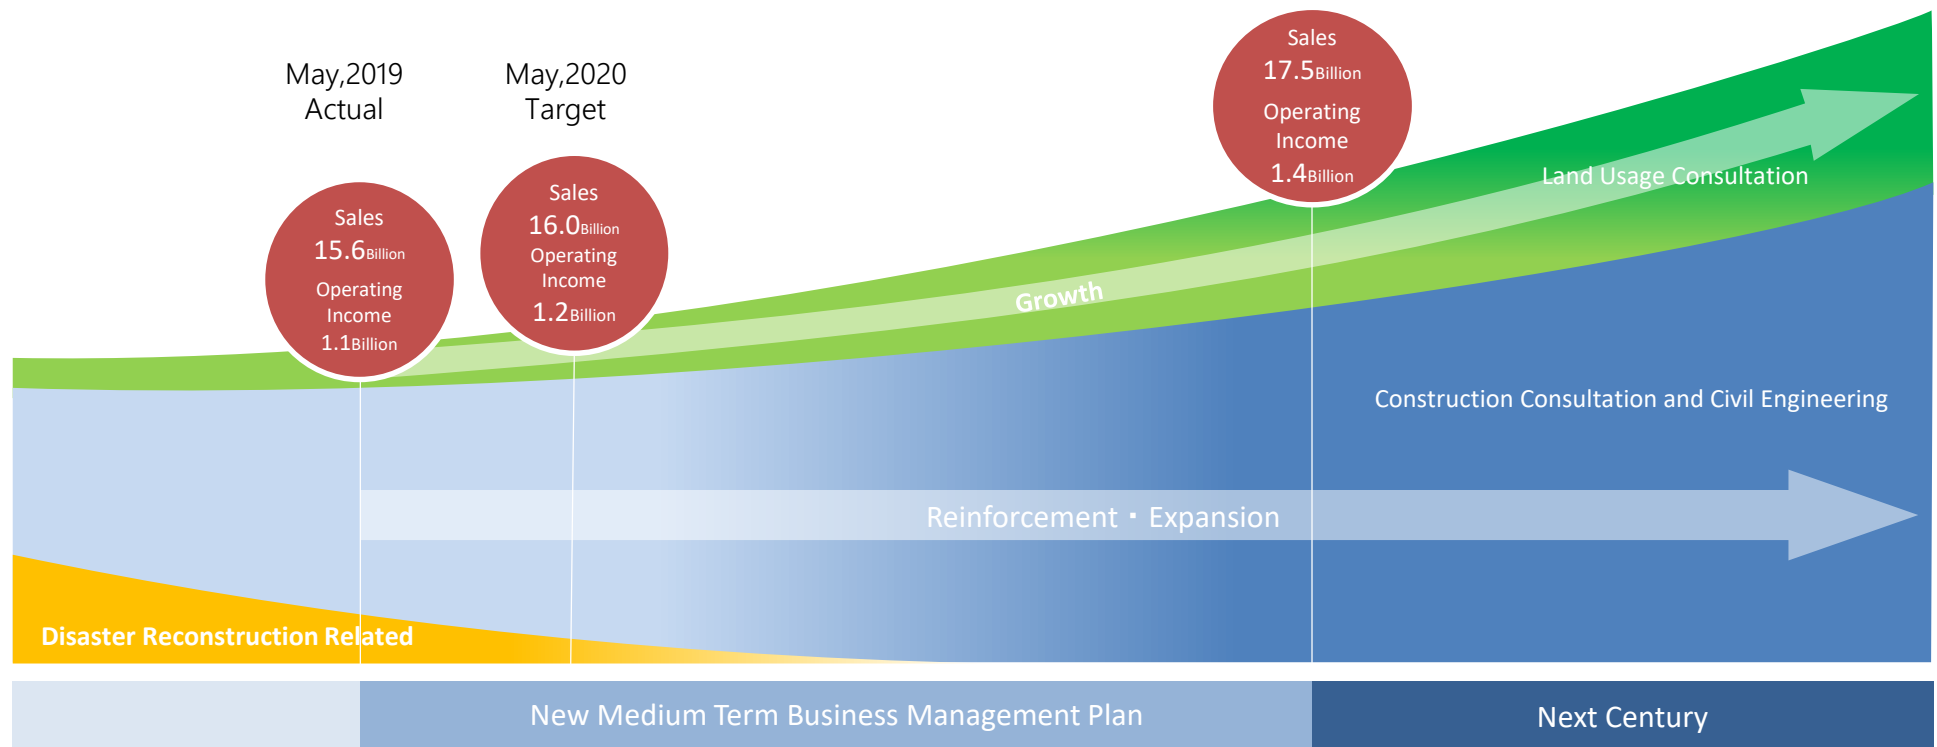 May,2019
Actual
May,2020
Target
Sales
15.6Billion
Operating
Income
1.1Billion
Sales
16.0Billion
Operating
Income
1.2Billion
Sales
17.5Billion
Operating
Income
1.4Billion
Land Usage Consultation
Growth
Construction Consultation and Civil Engineering
Reinforcement・Expansion
Disaster Reconstruction Related
New Medium Term Business Management Plan
Next Century